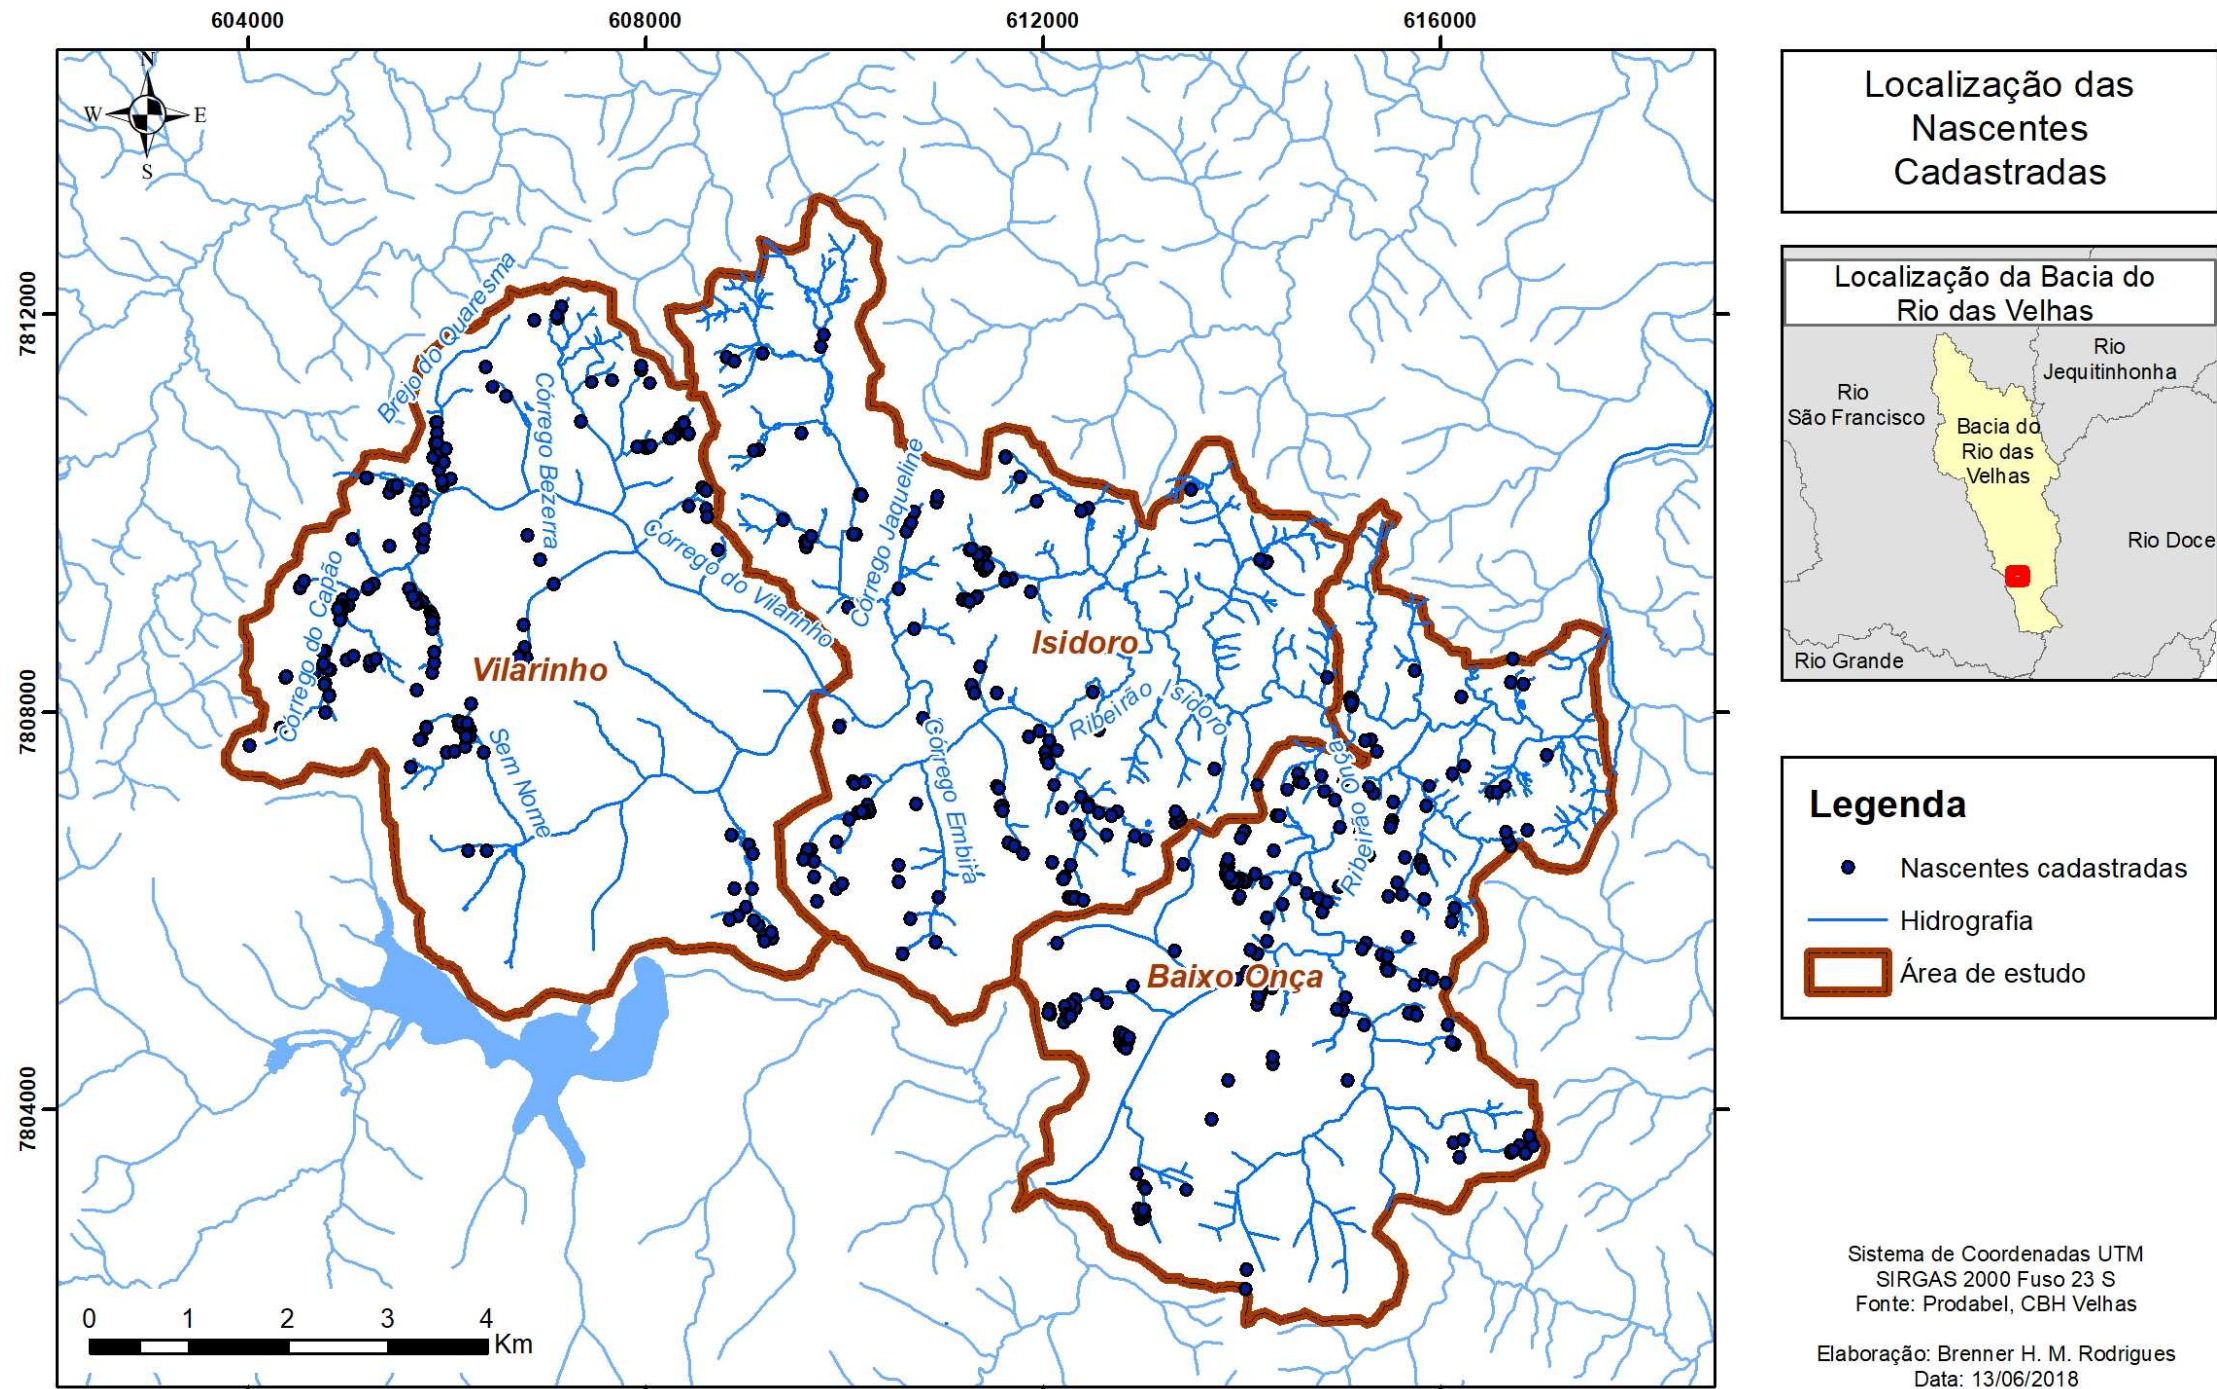 604000
608000
612000
616000
N
W
E
S
7812000
7808000
7804000
Brejo do Quaresma
Córrego Bezerra
Córrego do Capão
Córrego do Vilarinho
Córrego Jaqueline
Vilarinho
Isidoro
Ribeirão Isidoro
Sem Nome
Córrego Embira
Ribeirão Onça
Ribeirão
Baixo Onça
0 1 2 3 4
Km
Localização das
Nascentes
Cadastradas
Localização da Bacia do
Rio das Velhas
Rio
Jequitinhonha
Rio
São Francisco
Bacia do
Rio das
Velhas
Rio Doce
Rio Grande
Legenda
Nascentes cadastradas
Hidrografia
Área de estudo
Sistema de Coordenadas UTM
SIRGAS 2000 Fuso 23 S
Fonte: Prodabel, CBH Velhas
Elaboração: Brenner H. M. Rodrigues
Data: 13/06/2018